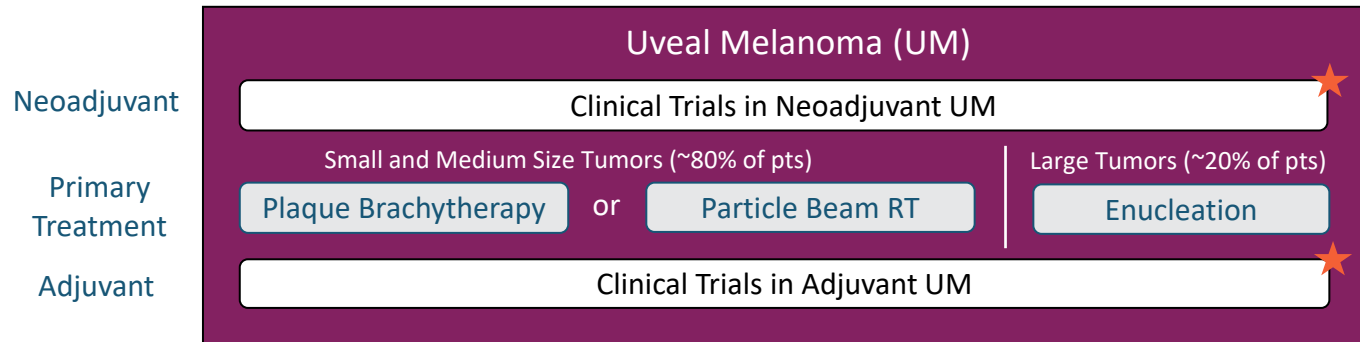 Uveal Melanoma (UM)
Neoadjuvant
Clinical Trials in Neoadjuvant UM
Small and Medium Size Tumors (~80% of pts)
Large Tumors (~20% of pts)
Primary
Treatment
Plaque Brachytherapy
or
Particle Beam RT
Enucleation
Adjuvant
Clinical Trials in Adjuvant UM